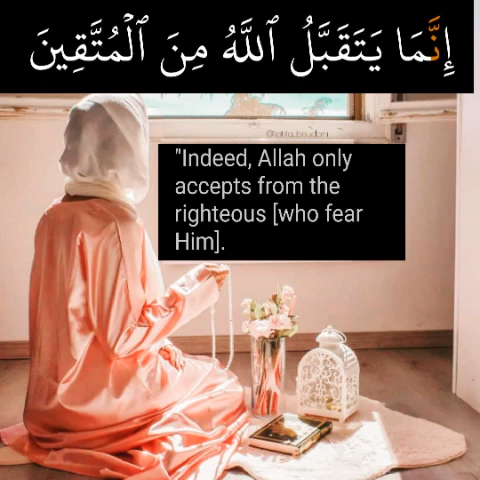 إِنَّمَا يَتَقَبَّلُ ٱللَّهُ مِنَ ٱلْمُتَّقِينَ
"Indeed, Allah only
accepts from the
righteous [who fear
Him].